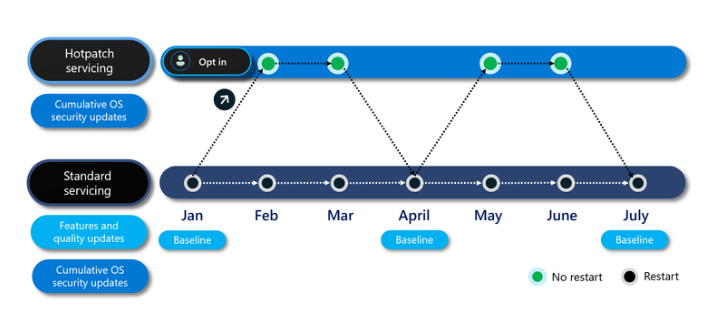 Hotpatch
servicing
Opt in
Cumulative OS
security updates
Standard
servicing
Jan Feb Mar April May June July
Features and
quality updates
Baseline Baseline Baseline
Cumulative OS
security updates
No restart Restart